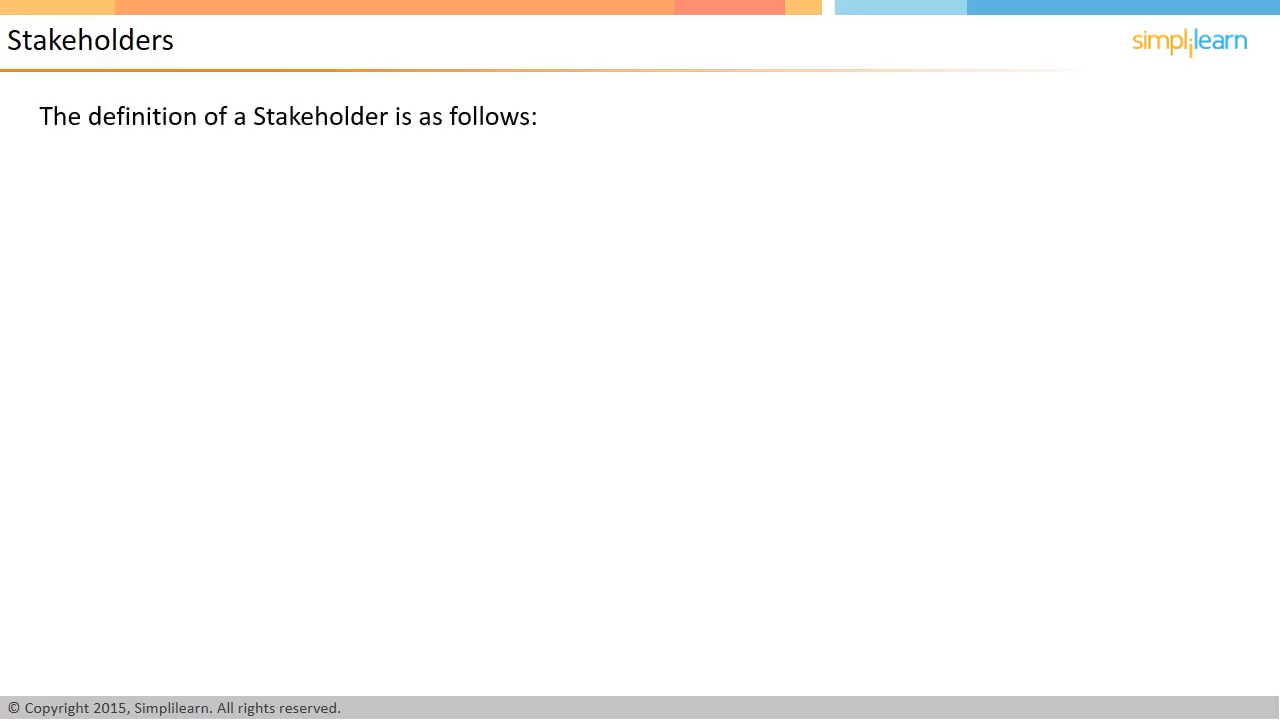 Stakeholders
simplilearn
The definition of a Stakeholder is as follows:
© Copyright 2015, Simplilearn. All rights reserved.